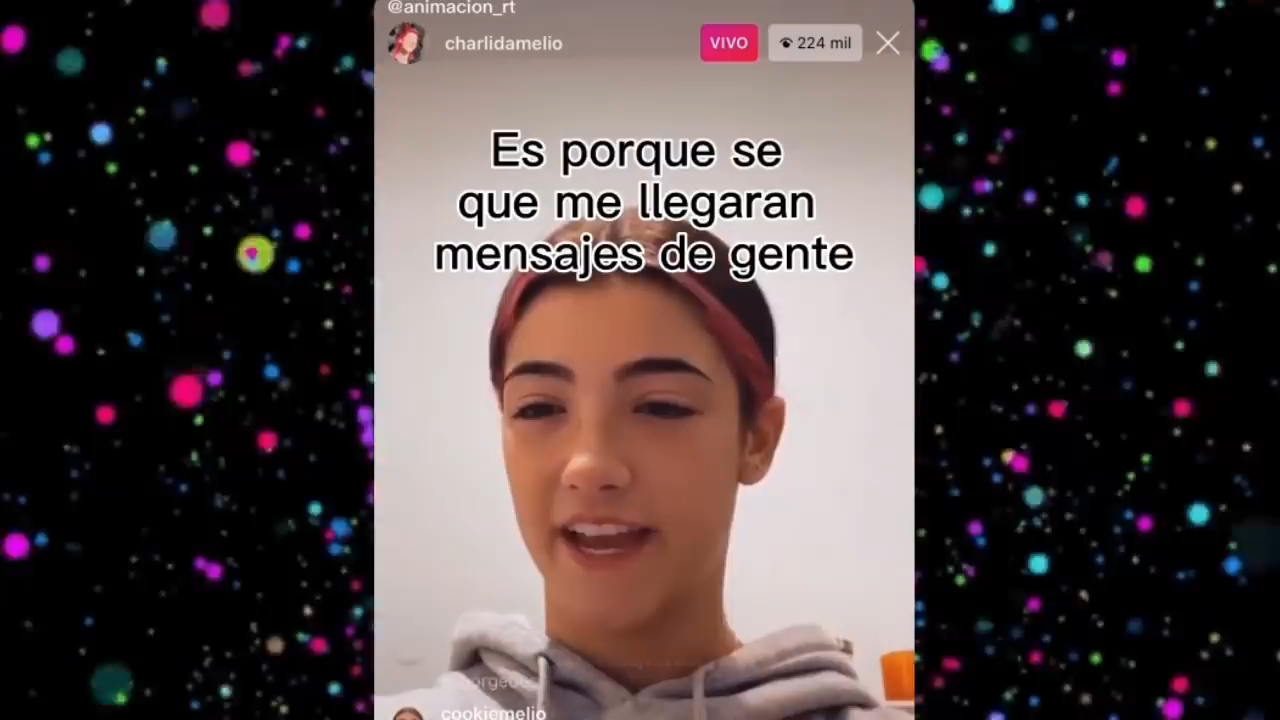 @animacion_rt
charlidamelio
VIVO
224 mil
Es porque se
que me llegaran
mensajes de gente
cookiemelio